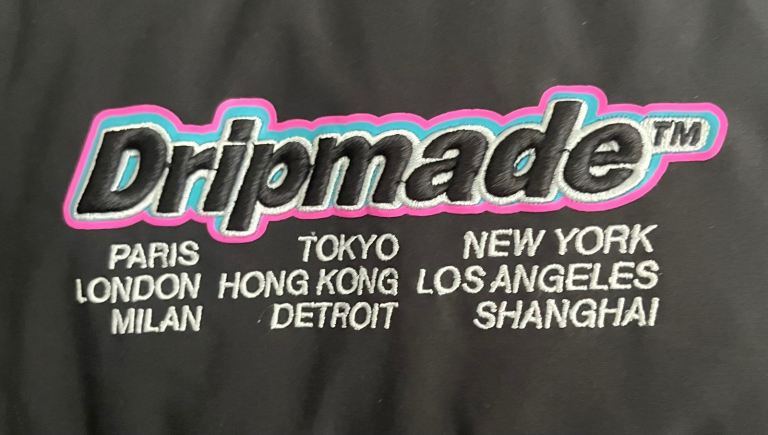 Dripmade™
PARIS TOKYO NEW YORK
LONDON HONG KONG LOS ANGELES
MILAN DETROIT SHANGHAI